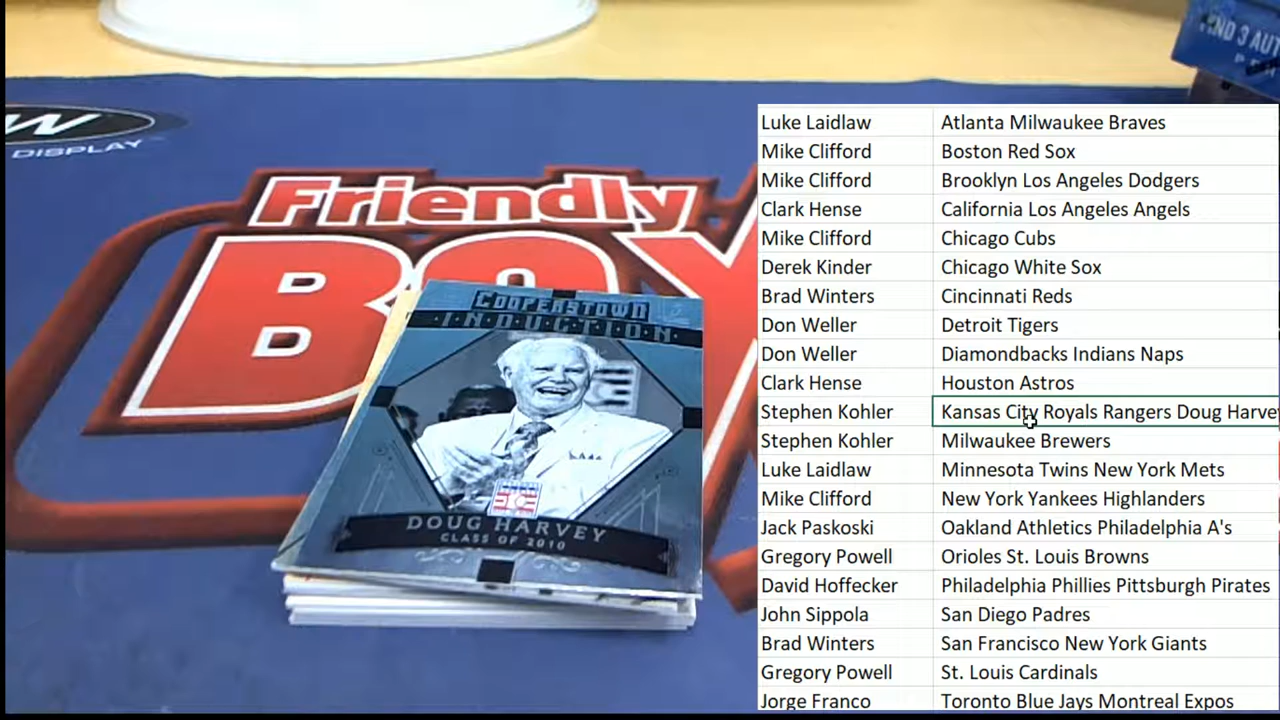 W
DISPLAY
Friendly
BOX
COOPERSTOWN
INDUCTION
DOUG HARVEY
CLASS OF 2010
3 AUT
Luke Laidlaw Atlanta Milwaukee Braves
Mike Clifford Boston Red Sox
Mike Clifford Brooklyn Los Angeles Dodgers
Clark Hense California Los Angeles Angels
Mike Clifford Chicago Cubs
Derek Kinder Chicago White Sox
Brad Winters Cincinnati Reds
Don Weller Detroit Tigers
Don Weller Diamondbacks Indians Naps
Clark Hense Houston Astros
Stephen Kohler Kansas City Royals Rangers Doug Harve
Stephen Kohler Milwaukee Brewers
Luke Laidlaw Minnesota Twins New York Mets
Mike Clifford New York Yankees Highlanders
Jack Paskoski Oakland Athletics Philadelphia A's
Gregory Powell Orioles St. Louis Browns
David Hoffecker Philadelphia Phillies Pittsburgh Pirates
John Sippola San Diego Padres
Brad Winters San Francisco New York Giants
Gregory Powell St. Louis Cardinals
Jorge Franco Toronto Blue Jays Montreal Expos